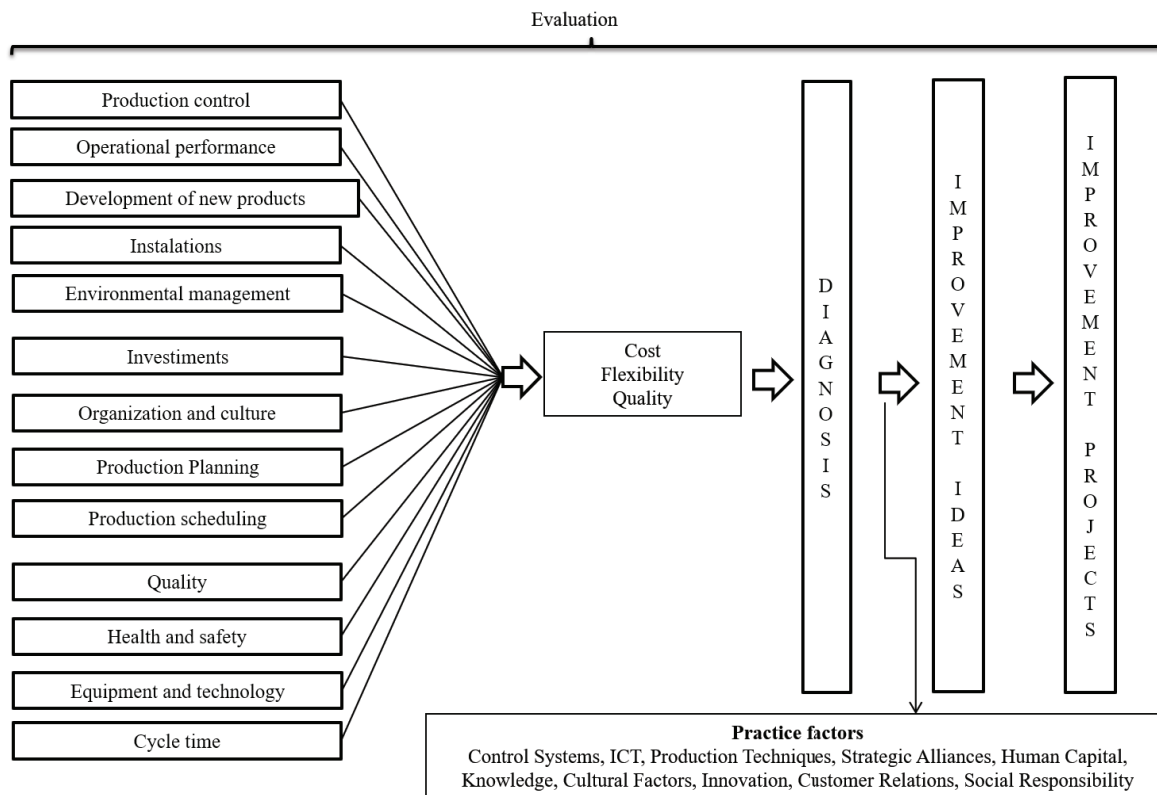 Evaluation
Production control
Operational performance
Development of new products
Instalations
Environmental management
Investiments
Organization and culture
Production Planning
Production scheduling
Quality
Health and safety
Equipment and technology
Cycle time
Cost
Flexibility
Quality
DIAGNOSIS
IMPROVEMENT IDEAS
IMPROVEMENT PROJECTS
Practice factors
Control Systems, ICT, Production Techniques, Strategic Alliances, Human Capital,
Knowledge, Cultural Factors, Innovation, Customer Relations, Social Responsibility